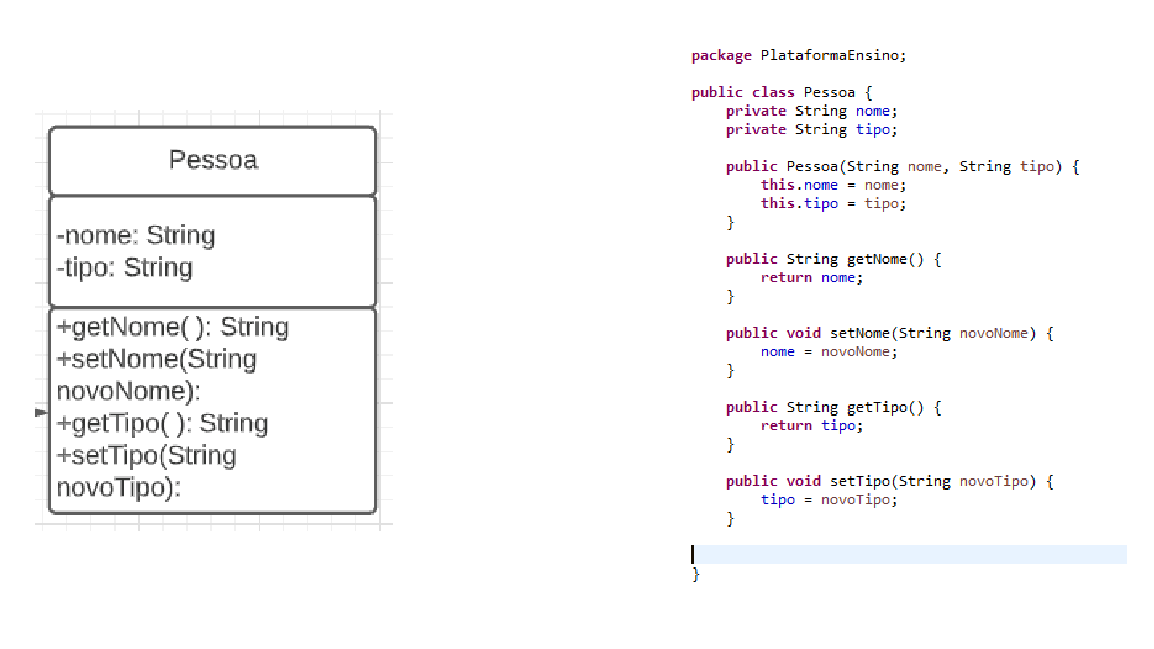 Pessoa
-nome: String
-tipo: String
+getNome( ): String
+setNome(String
novoNome):
+getTipo( ): String
+setTipo(String
novoTipo):
package PlataformaEnsino;
public class Pessoa {
private String nome;
private String tipo;
public Pessoa(String nome, String tipo) {
this.nome = nome;
this.tipo = tipo;
}
public String getNome() {
return nome;
}
public void setNome(String novoNome) {
nome = novoNome;
}
public String getTipo() {
return tipo;
}
public void setTipo(String novoTipo) {
tipo = novoTipo;
}
}